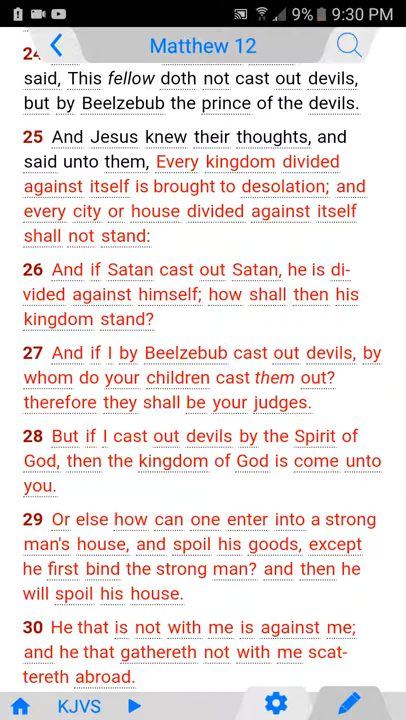 9% 9:30 PM
Matthew 12
24
said, This fellow doth not cast out devils,
but by Beelzebub the prince of the devils.
25 And Jesus knew their thoughts, and
said unto them, Every kingdom divided
against itself is brought to desolation; and
every city or house divided against itself
shall not stand:
26 And if Satan cast out Satan, he is di-
vided against himself; how shall then his
kingdom stand?
27 And if I by Beelzebub cast out devils, by
whom do your children cast them out?
therefore they shall be your judges.
28 But if I cast out devils by the Spirit of
God, then the kingdom of God is come unto
you.
29 Or else how can one enter into a strong
man's house, and spoil his goods, except
he first bind the strong man? and then he
will spoil his house.
30 He that is not with me is against me;
and he that gathereth not with me scat-
tereth abroad.
KJVS